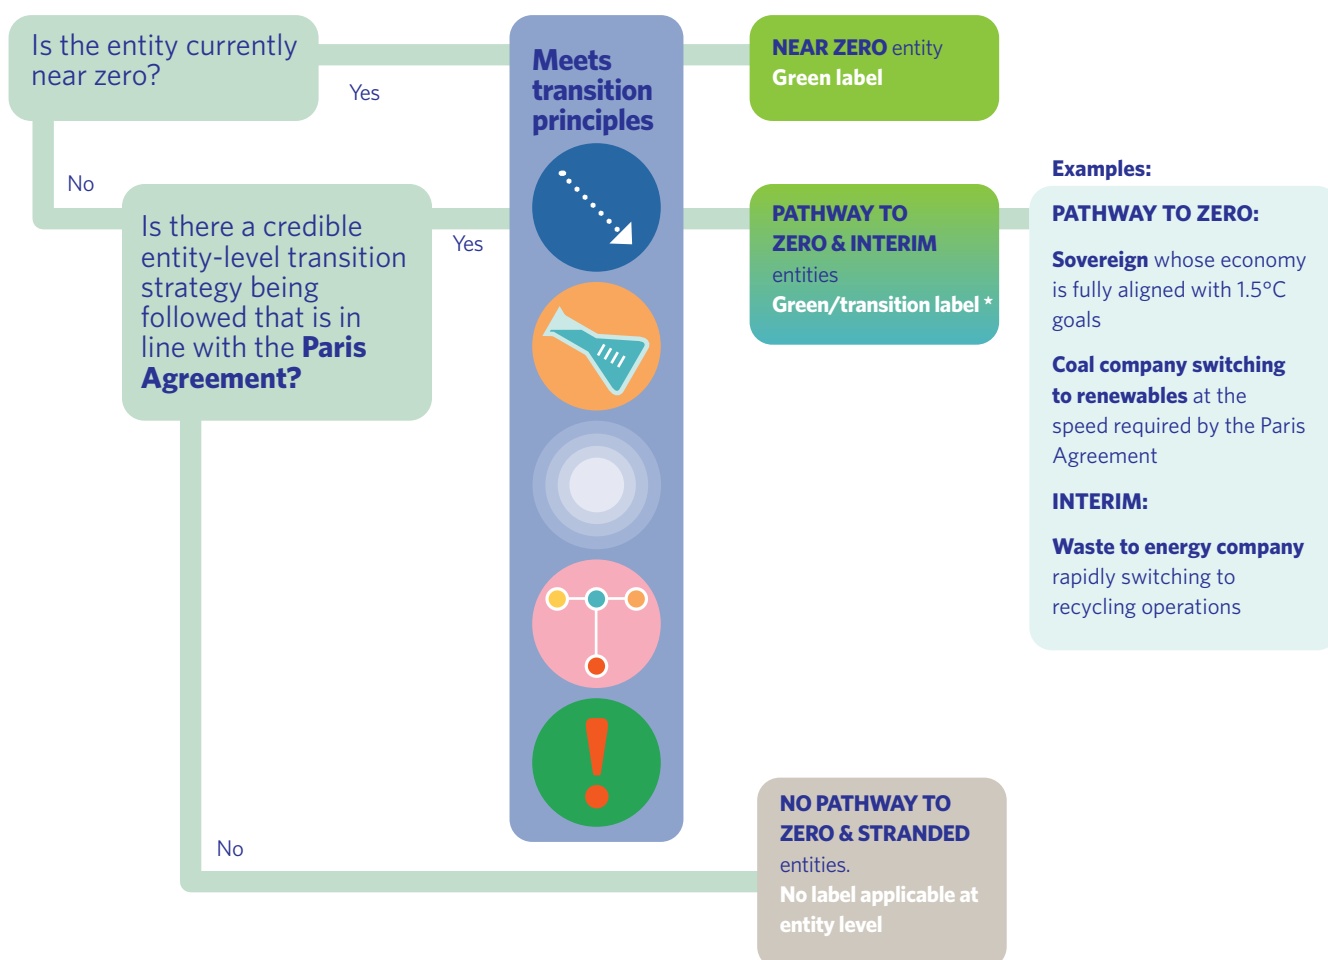 Is the entity currently
near zero?
Yes
No
Is there a credible
entity-level transition
strategy being
followed that is in
line with the Paris
Agreement?
Yes
No
Meets
transition
principles
NEAR ZERO entity
Green label
PATHWAY TO
ZERO & INTERIM
entities
Green/transition label *
Examples:
PATHWAY TO ZERO:
Sovereign whose economy
is fully aligned with 1.5°C
goals
Coal company switching
to renewables at the
speed required by the Paris
Agreement
INTERIM:
Waste to energy company
rapidly switching to
recycling operations
NO PATHWAY TO
ZERO & STRANDED
entities.
No label applicable at
entity level